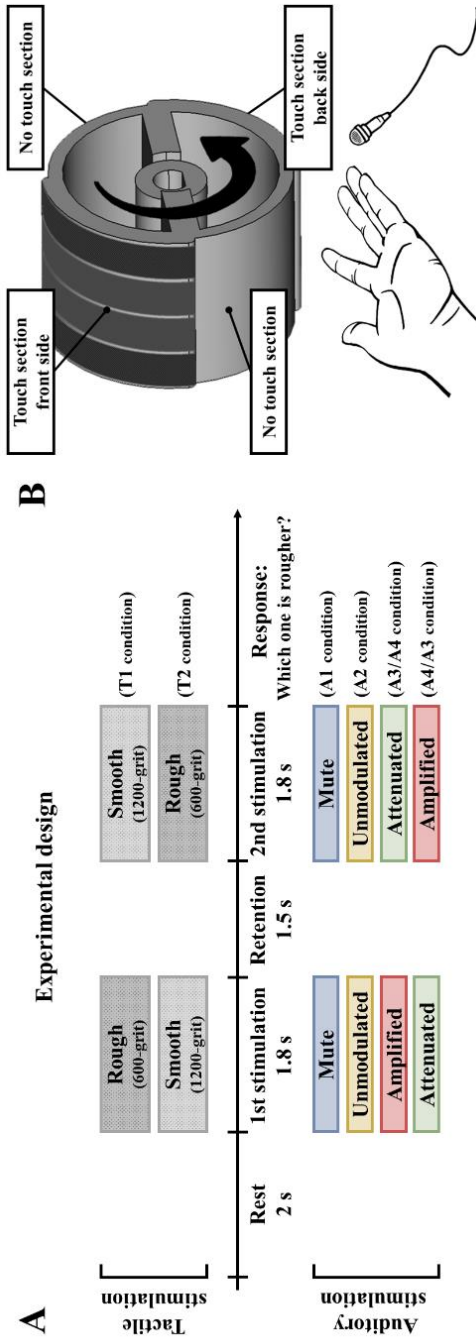 A
Experimental design
Tactile
stimulation
Rough
(600-grit)
Smooth
(1200-grit)
(T1 condition)
Smooth
(1200-grit)
Rough
(600-grit)
(T2 condition)
Rest
1st stimulation
Retention
2nd stimulation
Response:
2 s
1.8 s
1.5 s
1.8 s
Which one is rougher?
Auditory
stimulation
Mute
Mute
(A1 condition)
Unmodulated
Unmodulated
(A2 condition)
Amplified
Attenuated
(A3/A4 condition)
Attenuated
Amplified
(A4/A3 condition)
B
Touch section
front side
No touch section
No touch section
Touch section
back side